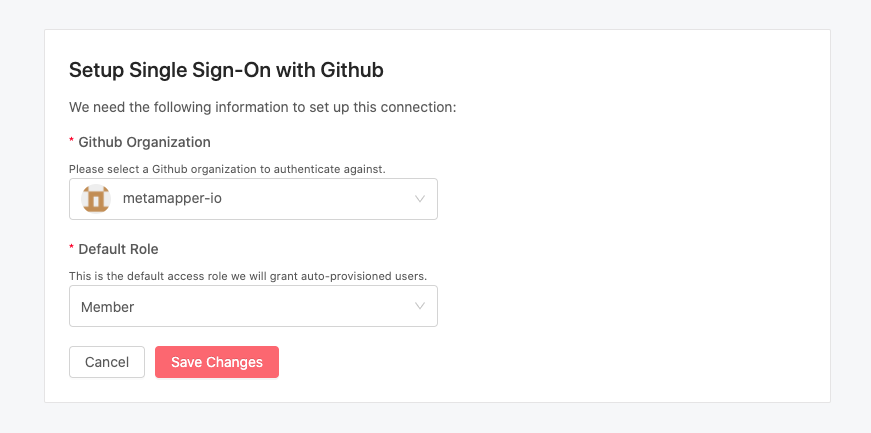 Setup Single Sign-On with Github
We need the following information to set up this connection:
* Github Organization
Please select a Github organization to authenticate against.
metamapper-io
* Default Role
This is the default access role we will grant auto-provisioned users.
Member
Cancel Save Changes